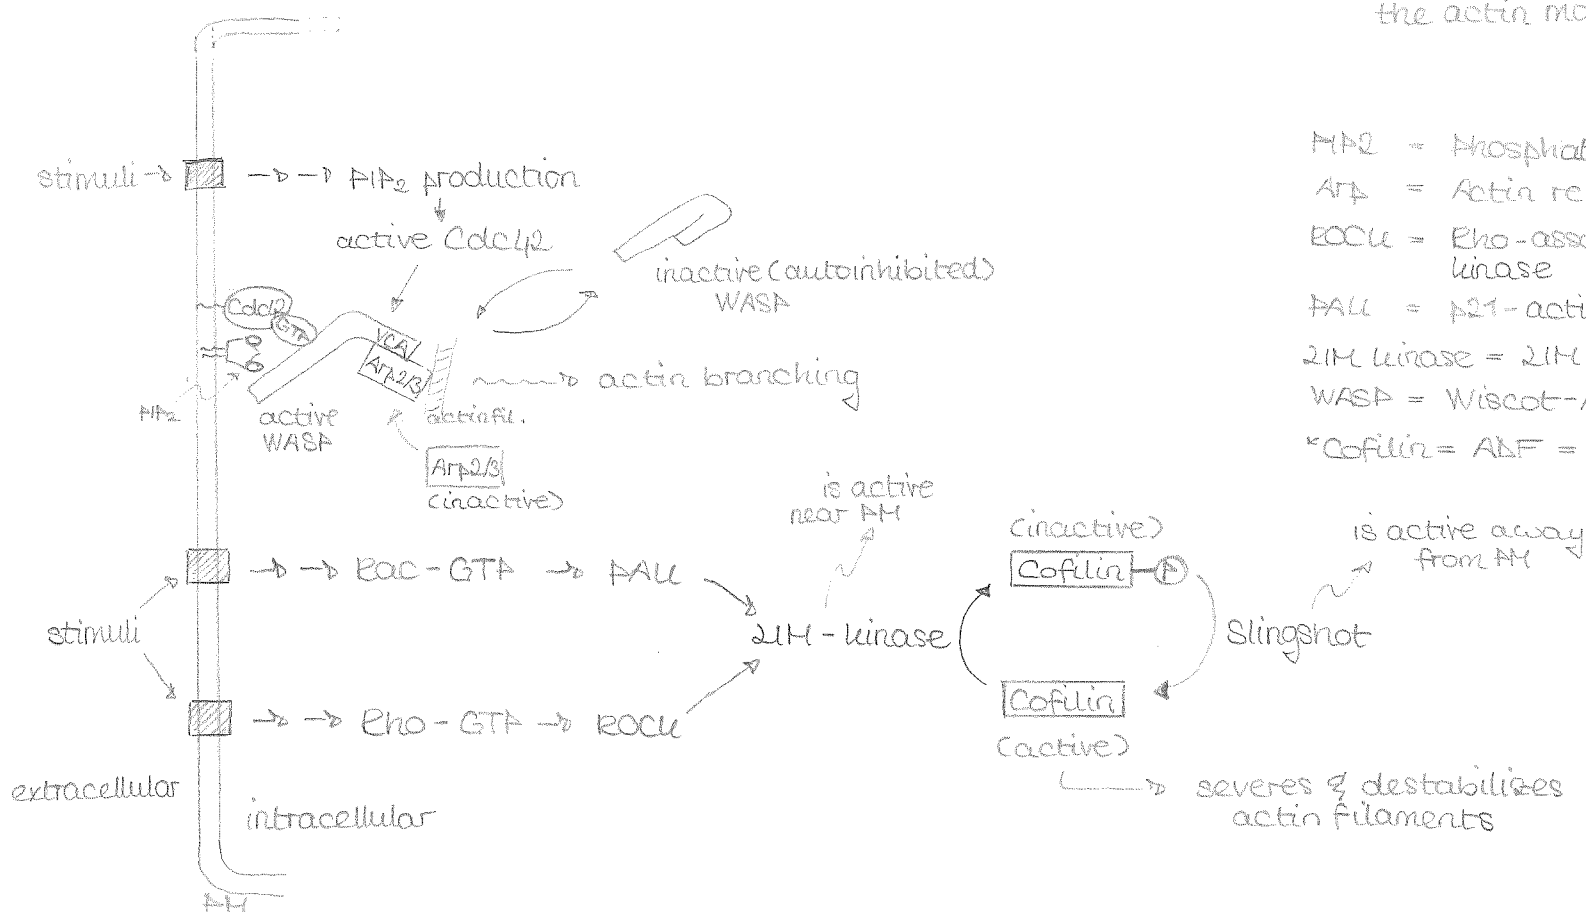 the actin mo
PIP2 = Phosphat
Arp = Actin re
ROCK = Rho-asso
kinase
PAK = p21-acti
LIM kinase = LIM
WASP = Wiscot-A
*Cofilin = ADF =
stimuli
PIP2 production
active Cdc42
inactive (autoinhibited)
WASP
Cdc42
GTP
VCA
Arp2/3
actin branching
PIP2
active
WASP
actinfil.
Arp2/3
(inactive)
is active
near PM
(inactive)
Cofilin P
is active away
from PM
Rac-GTP
PAK
stimuli
LIM-kinase
Slingshot
Cofilin
(active)
Rho-GTP
ROCK
severes & destabilizes
actin filaments
extracellular
intracellular
PM